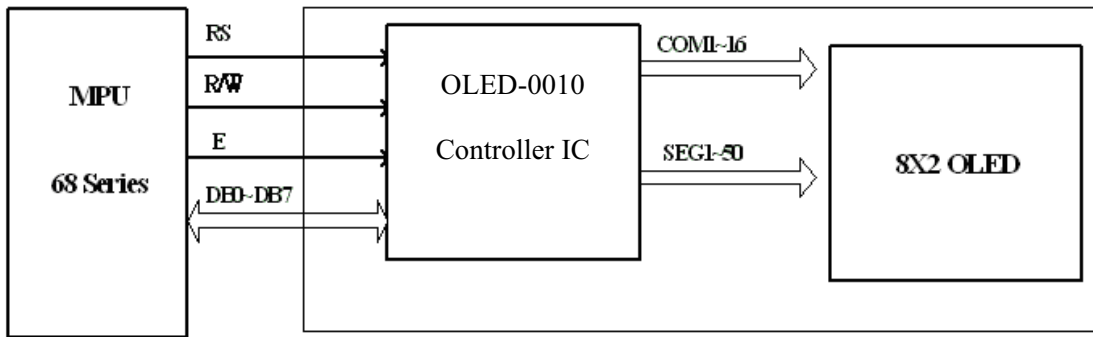 MPU
68 Series
RS
R/W
E
DB0~DB7
OLED-0010
Controller IC
COM1~16
SEG1~50
8X2 OLED